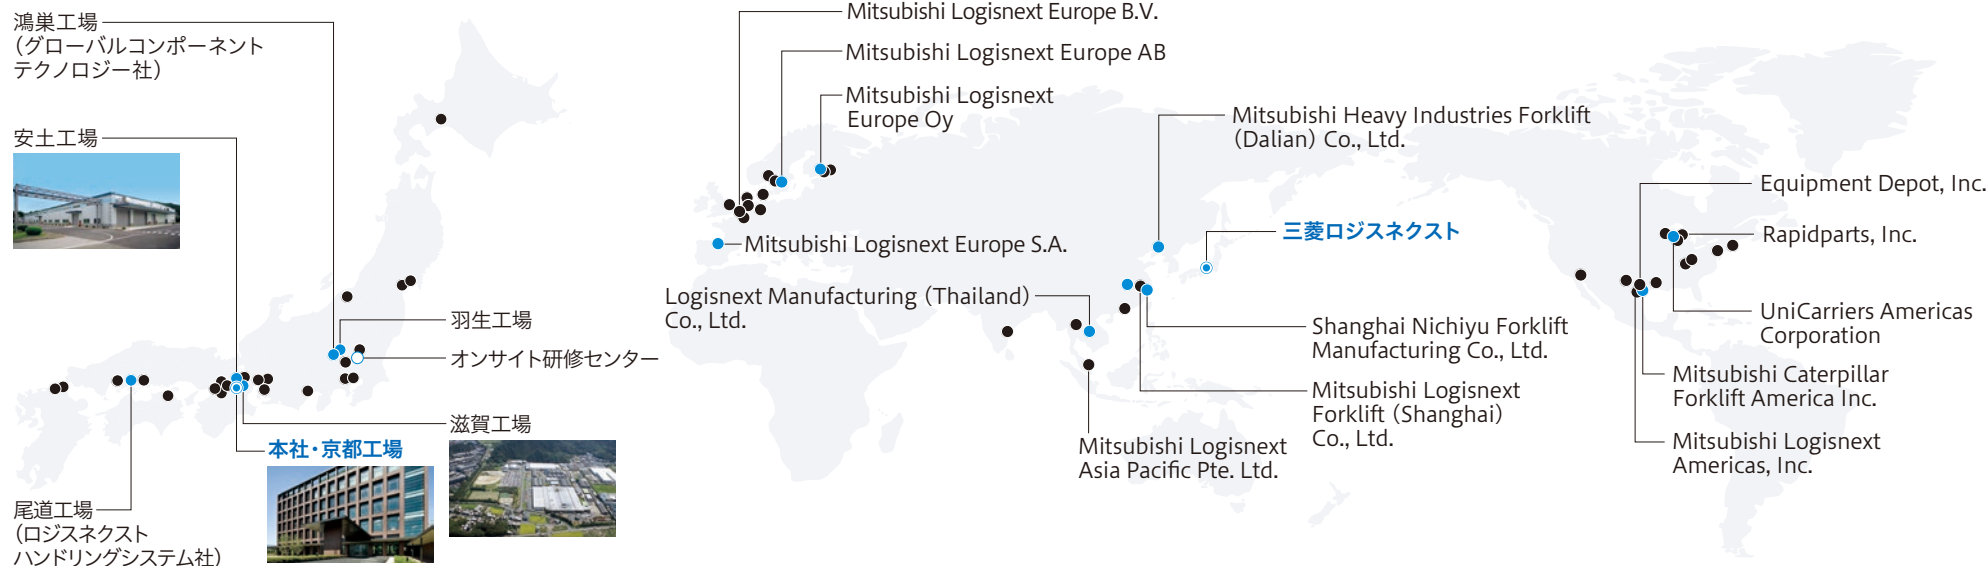 鴻巣工場
（グローバルコンポーネント
テクノロジー社）
安土工場
羽生工場
オンサイト研修センター
滋賀工場
本社・京都工場
尾道工場
（ロジスネクスト
ハンドリングシステム社）
Mitsubishi Logisnext Europe B.V.
Mitsubishi Logisnext Europe AB
Mitsubishi Logisnext
Europe Oy
Mitsubishi Logisnext Europe S.A.
Mitsubishi Heavy Industries Forklift
（Dalian）Co., Ltd.
三菱ロジスネクスト
Logisnext Manufacturing（Thailand）
Co., Ltd.
Shanghai Nichiyu Forklift
Manufacturing Co., Ltd.
Mitsubishi Logisnext
Forklift（Shanghai）
Co., Ltd.
Mitsubishi Logisnext
Asia Pacific Pte. Ltd.
Equipment Depot, Inc.
Rapidparts, Inc.
UniCarriers Americas
Corporation
Mitsubishi Caterpillar
Forklift America Inc.
Mitsubishi Logisnext
Americas, Inc.